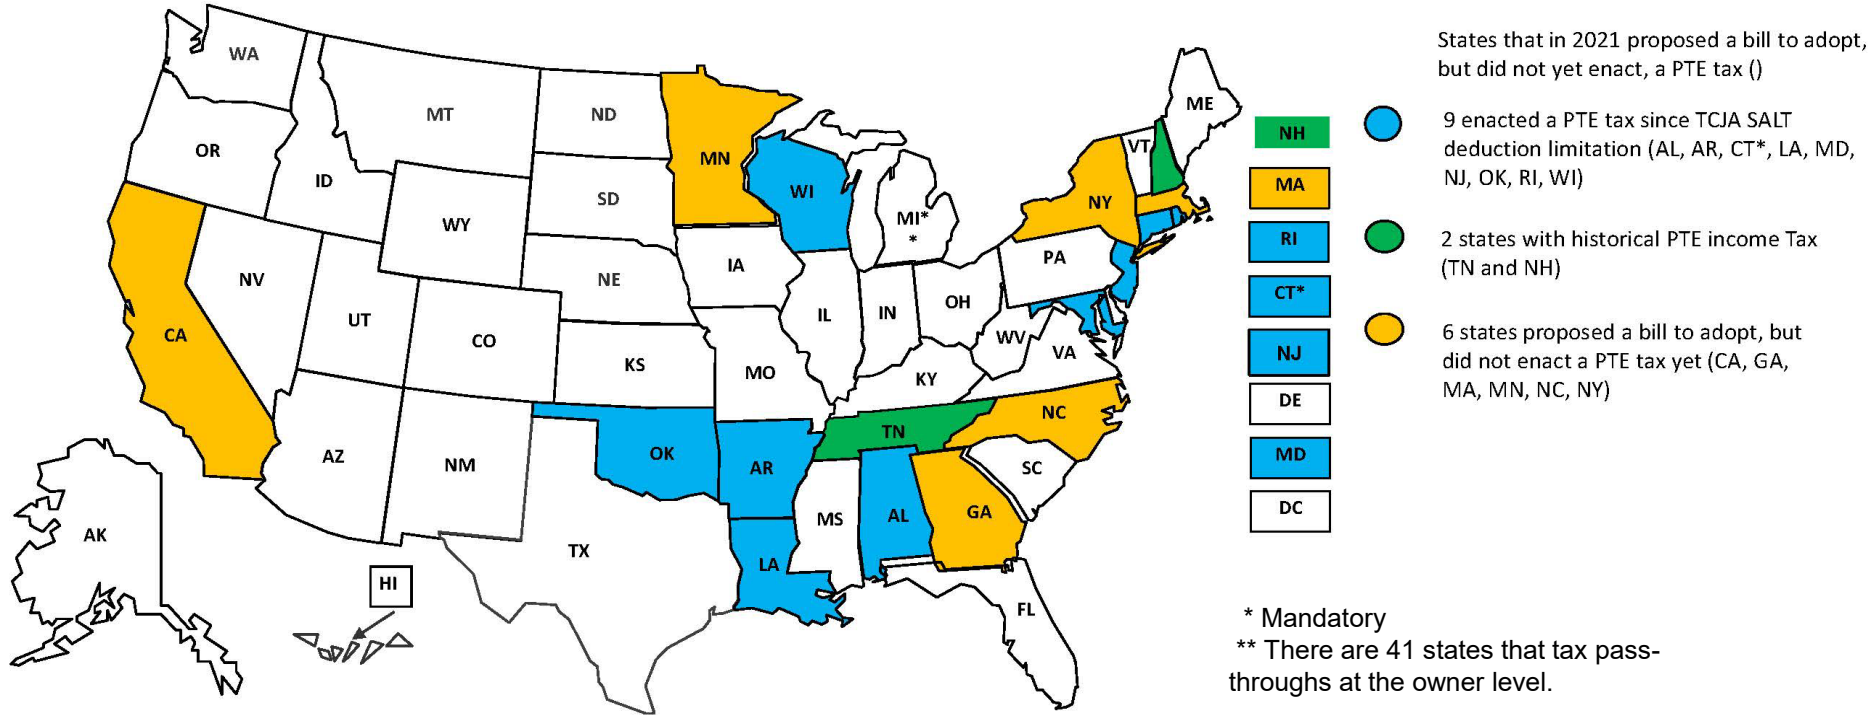 WA
MT
ND
MN
OR
ID
SD
WI
WY
MI*
*
ME
VT
NY
PA
IA
NE
NV
UT
CO
CA
IL
IN
OH
WV
VA
KS
MO
KY
NC
TN
OK
AR
AZ
NM
SC
MS
AL
GA
TX
LA
FL
AK
HI
NH
MA
RI
CT*
NJ
DE
MD
DC
States that in 2021 proposed a bill to adopt,
but did not yet enact, a PTE tax ()
9 enacted a PTE tax since TCJA SALT
deduction limitation (AL, AR, CT*, LA, MD,
NJ, OK, RI, WI)
2 states with historical PTE income Tax
(TN and NH)
6 states proposed a bill to adopt, but
did not enact a PTE tax yet (CA, GA,
MA, MN, NC, NY)
* Mandatory
** There are 41 states that tax pass-
throughs at the owner level.